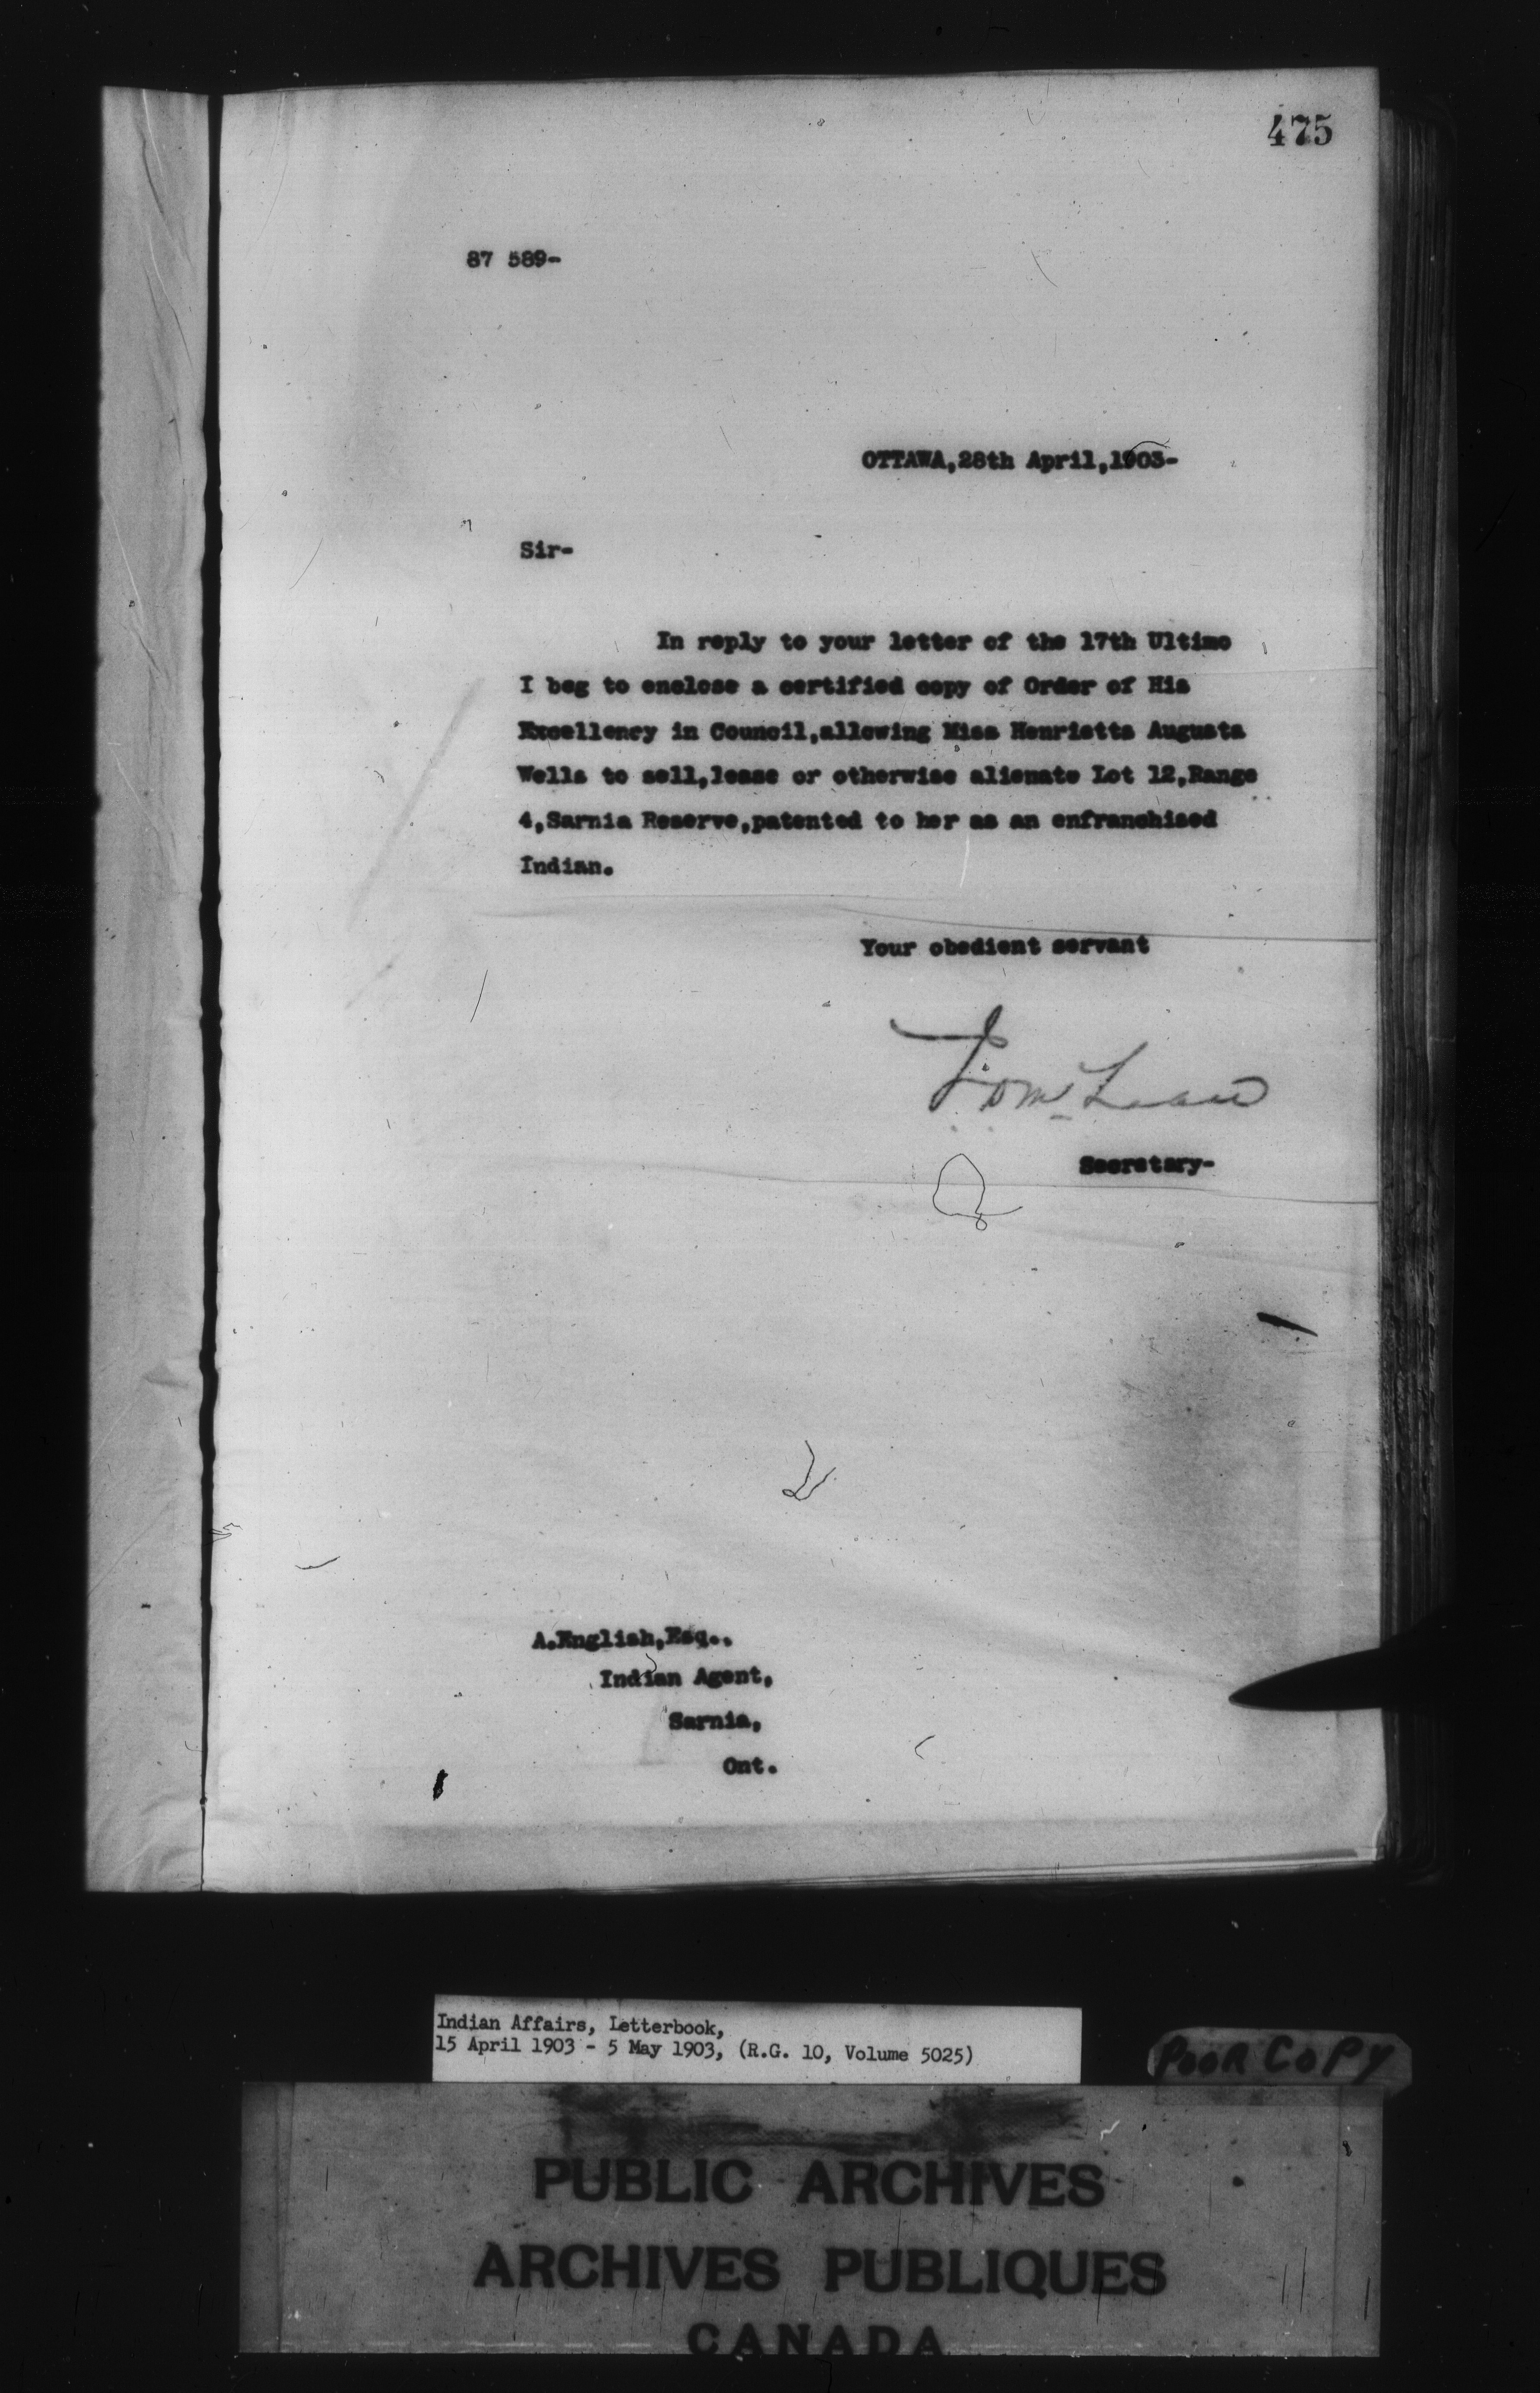 475
87 589-
OTTAWA,28th April,1903-
Sir-
In reply to your letter of the 17th Ultimo
I beg to enclose a certified copy of Order of His
Excellency in Council,allowing Miss Henrietta Augusta
Wells to sell,lease or otherwise alienate Lot 12,Range
4,Sarnia Reserve,patented to her as an enfranchised
Indian.
Your obedient servant
J.D. McLean
Secretary-
A.English,Esq.,
Indian Agent,
Sarnia,
Ont.
Indian Affairs, Letterbook,
15 April 1903 - 5 May 1903, (R.G. 10, Volume 5025)
POOR COPY
PUBLIC ARCHIVES
ARCHIVES PUBLIQUES
CANADA